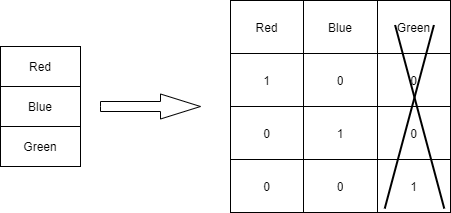 Red
Blue
Green
Red Blue Green
1 0 0
0 1 0
0 0 1